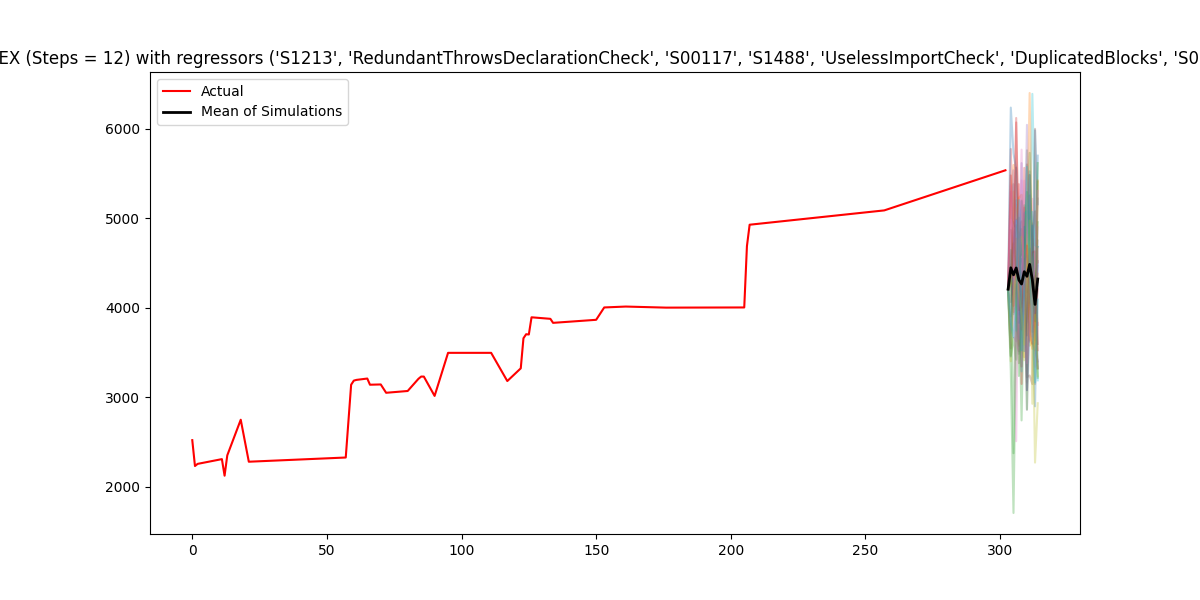 EX (Steps = 12) with regressors ('S1213', 'RedundantThrowsDeclarationCheck', 'S00117', 'S1488', 'UselessImportCheck', 'DuplicatedBlocks', 'S0
Actual
Mean of Simulations
6000
5000
4000
3000
2000
0 50 100 150 200 250 300